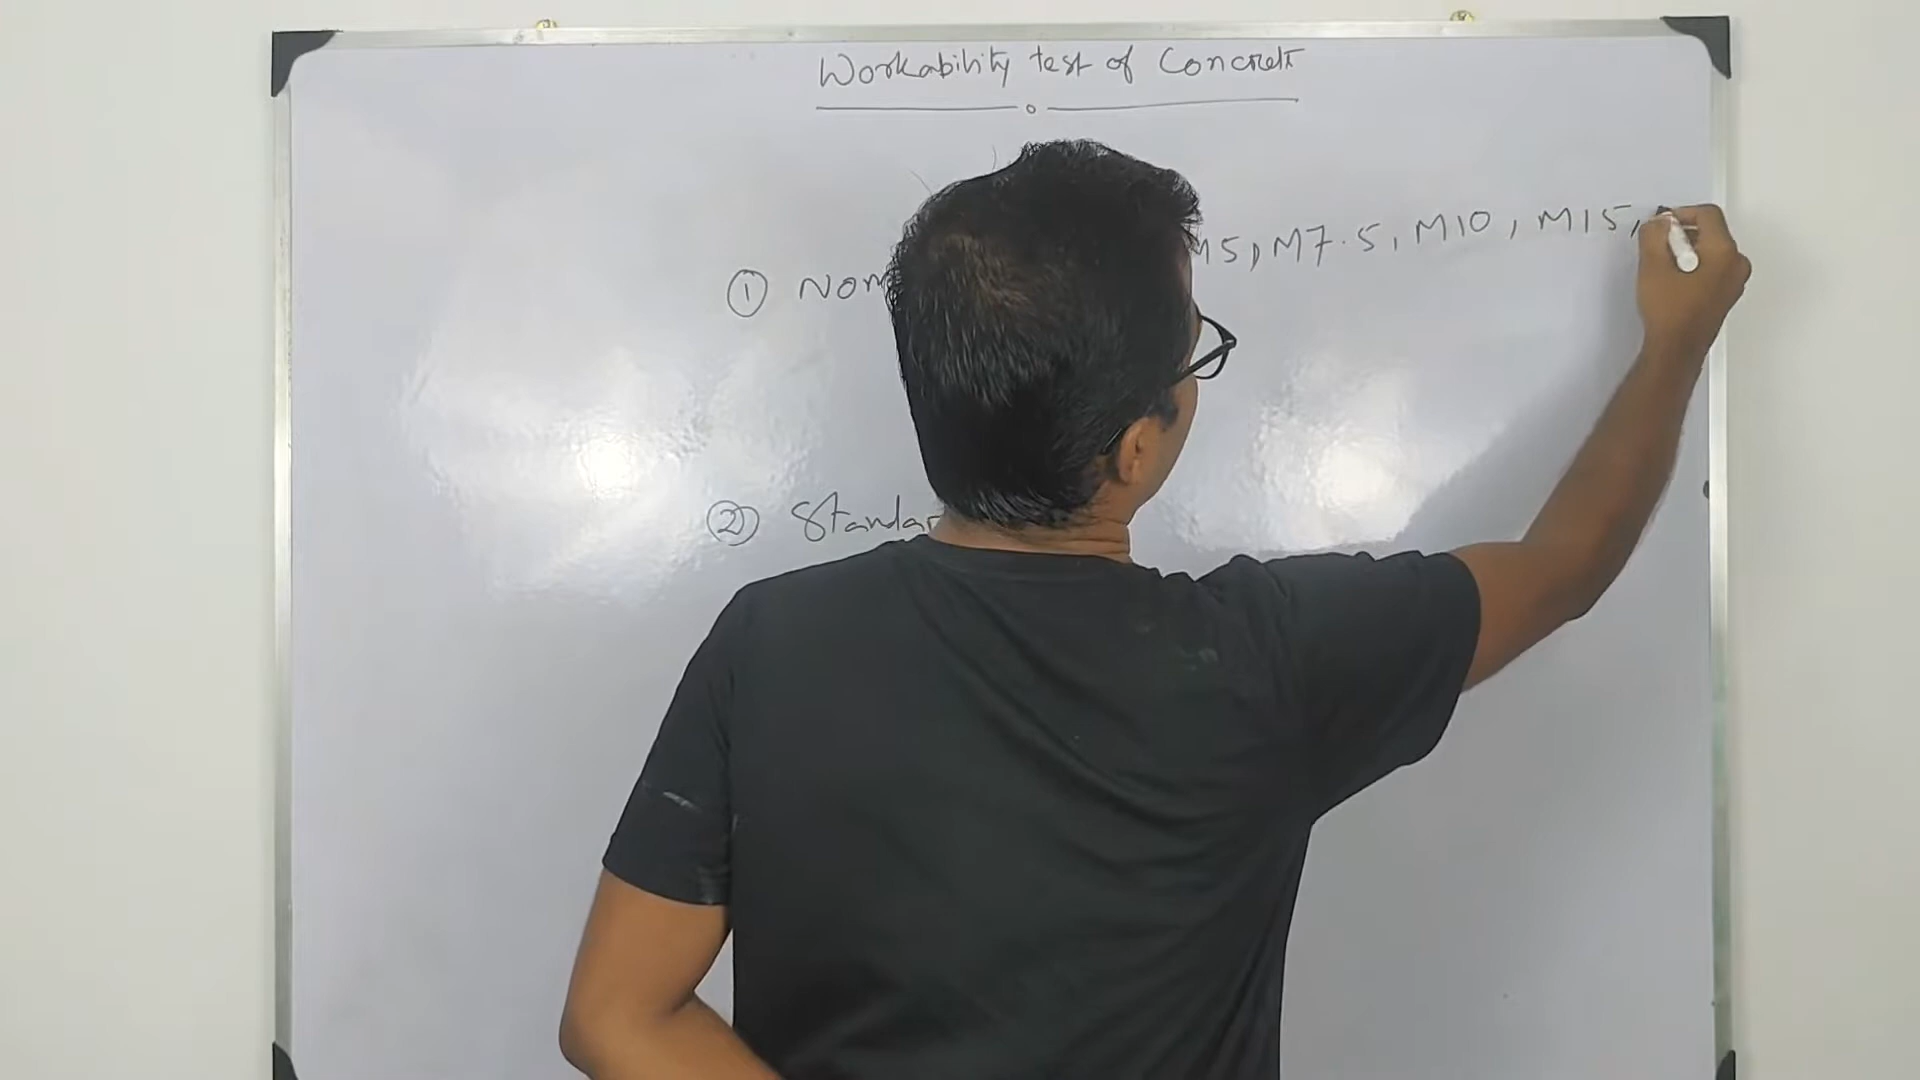 Workability test of Concrete
① Nom M5, M7.5, M10, M15,
② Standar